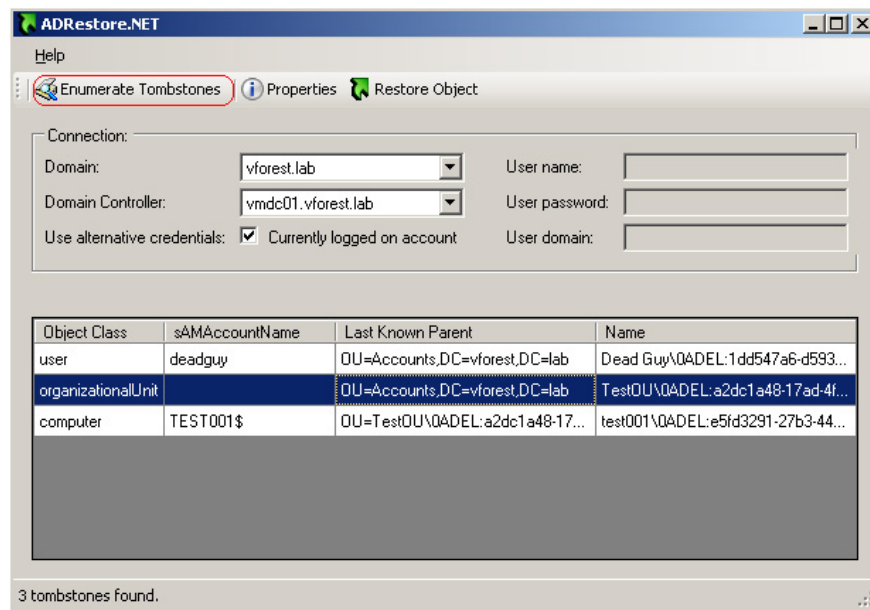 ADRestore.NET
Help
Enumerate Tombstones Properties Restore Object
Connection:
Domain: vforest.lab User name:
Domain Controller: vmdc01.vforest.lab User password:
Use alternative credentials: Currently logged on account User domain:
Object Class sAMAccountName Last Known Parent Name
user deadguy OU=Accounts,DC=vforest,DC=lab Dead Guy\0ADEL:1dd547a6-d593...
organizationalUnit OU=Accounts,DC=vforest,DC=lab TestOU\0ADEL:a2dc1a48-17ad-4f...
computer TEST001$ OU=TestOU\0ADEL:a2dc1a48-17... test001\0ADEL:e5fd3291-27b3-44...
3 tombstones found.